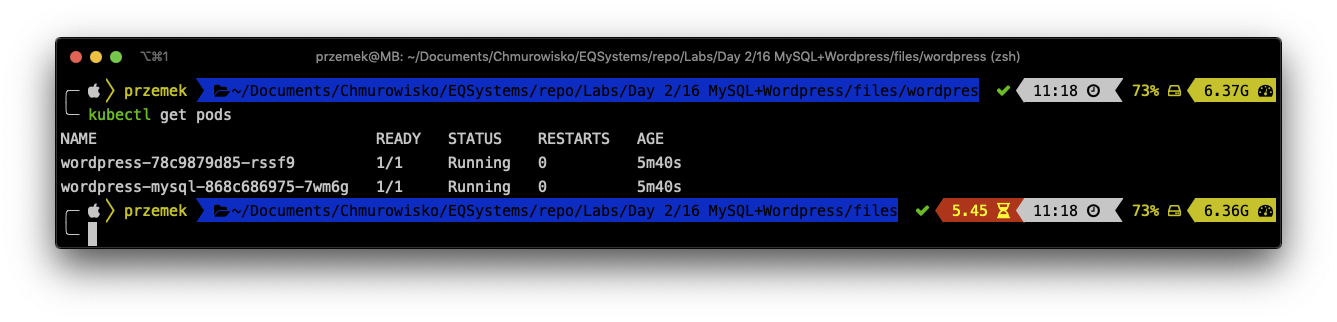 ⌥⌘1 przemek@MB: ~/Documents/Chmurowisko/EQSystems/repo/Labs/Day 2/16 MySQL+Wordpress/files/wordpress (zsh)
przemek ~/Documents/Chmurowisko/EQSystems/repo/Labs/Day 2/16 MySQL+Wordpress/files/wordpres ✔ 11:18 73% 6.37G
kubectl get pods
NAME READY STATUS RESTARTS AGE
wordpress-78c9879d85-rssf9 1/1 Running 0 5m40s
wordpress-mysql-868c686975-7wm6g 1/1 Running 0 5m40s
przemek ~/Documents/Chmurowisko/EQSystems/repo/Labs/Day 2/16 MySQL+Wordpress/files ✔ 5.45 11:18 73% 6.36G